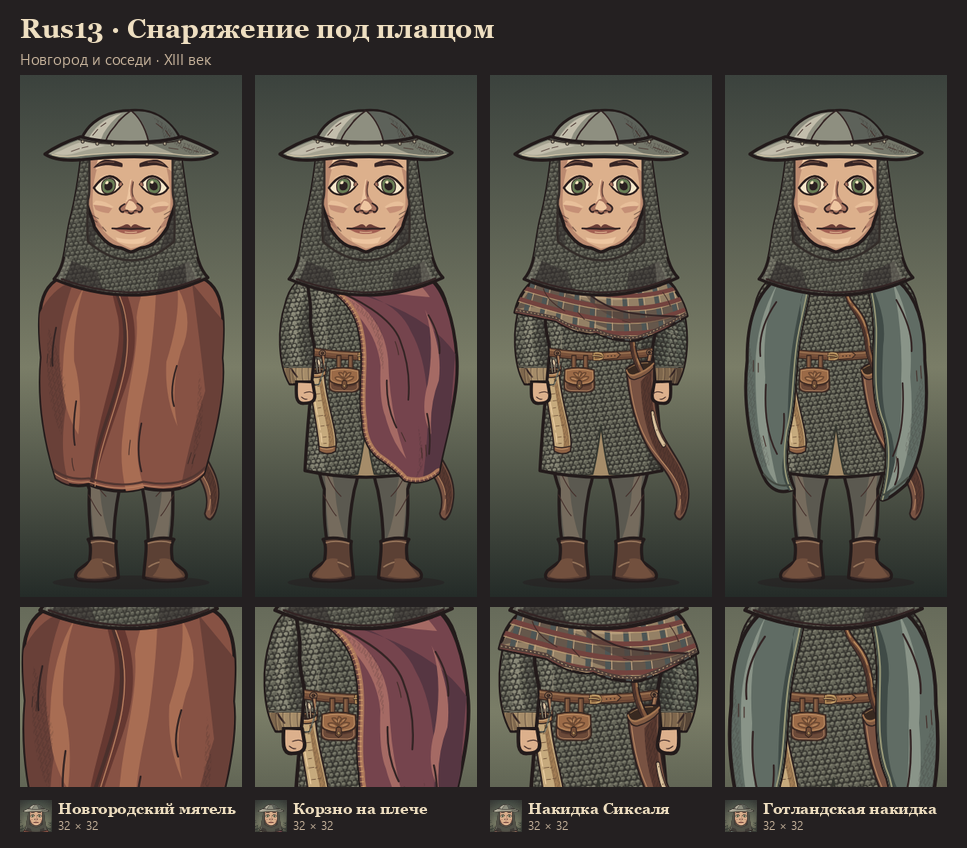 Rus13 · Снаряжение под плащом
Новгород и соседи · XIII век
Новгородский мятель
32 × 32
Корзно на плече
32 × 32
Накидка Сиксаля
32 × 32
Готландская накидка
32 × 32